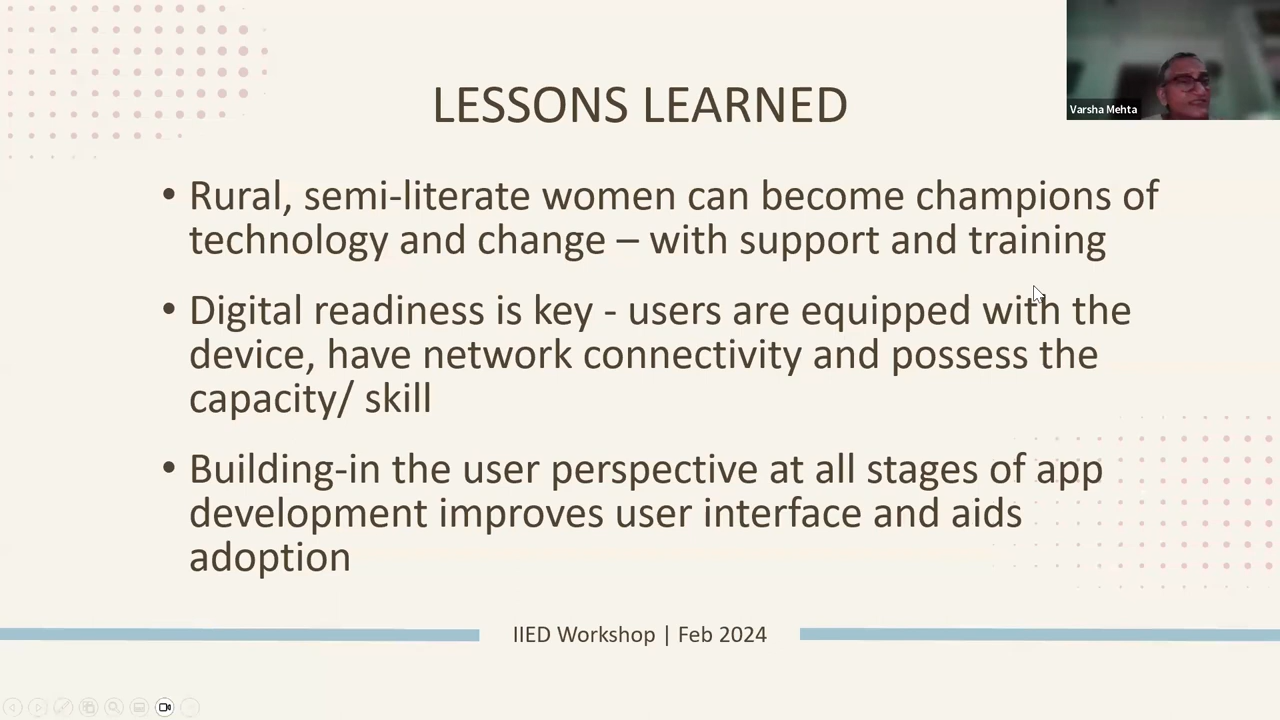 Varsha Mehta
LESSONS LEARNED
• Rural, semi-literate women can become champions of
technology and change – with support and training
• Digital readiness is key - users are equipped with the
device, have network connectivity and possess the
capacity/ skill
• Building-in the user perspective at all stages of app
development improves user interface and aids
adoption
IIED Workshop | Feb 2024